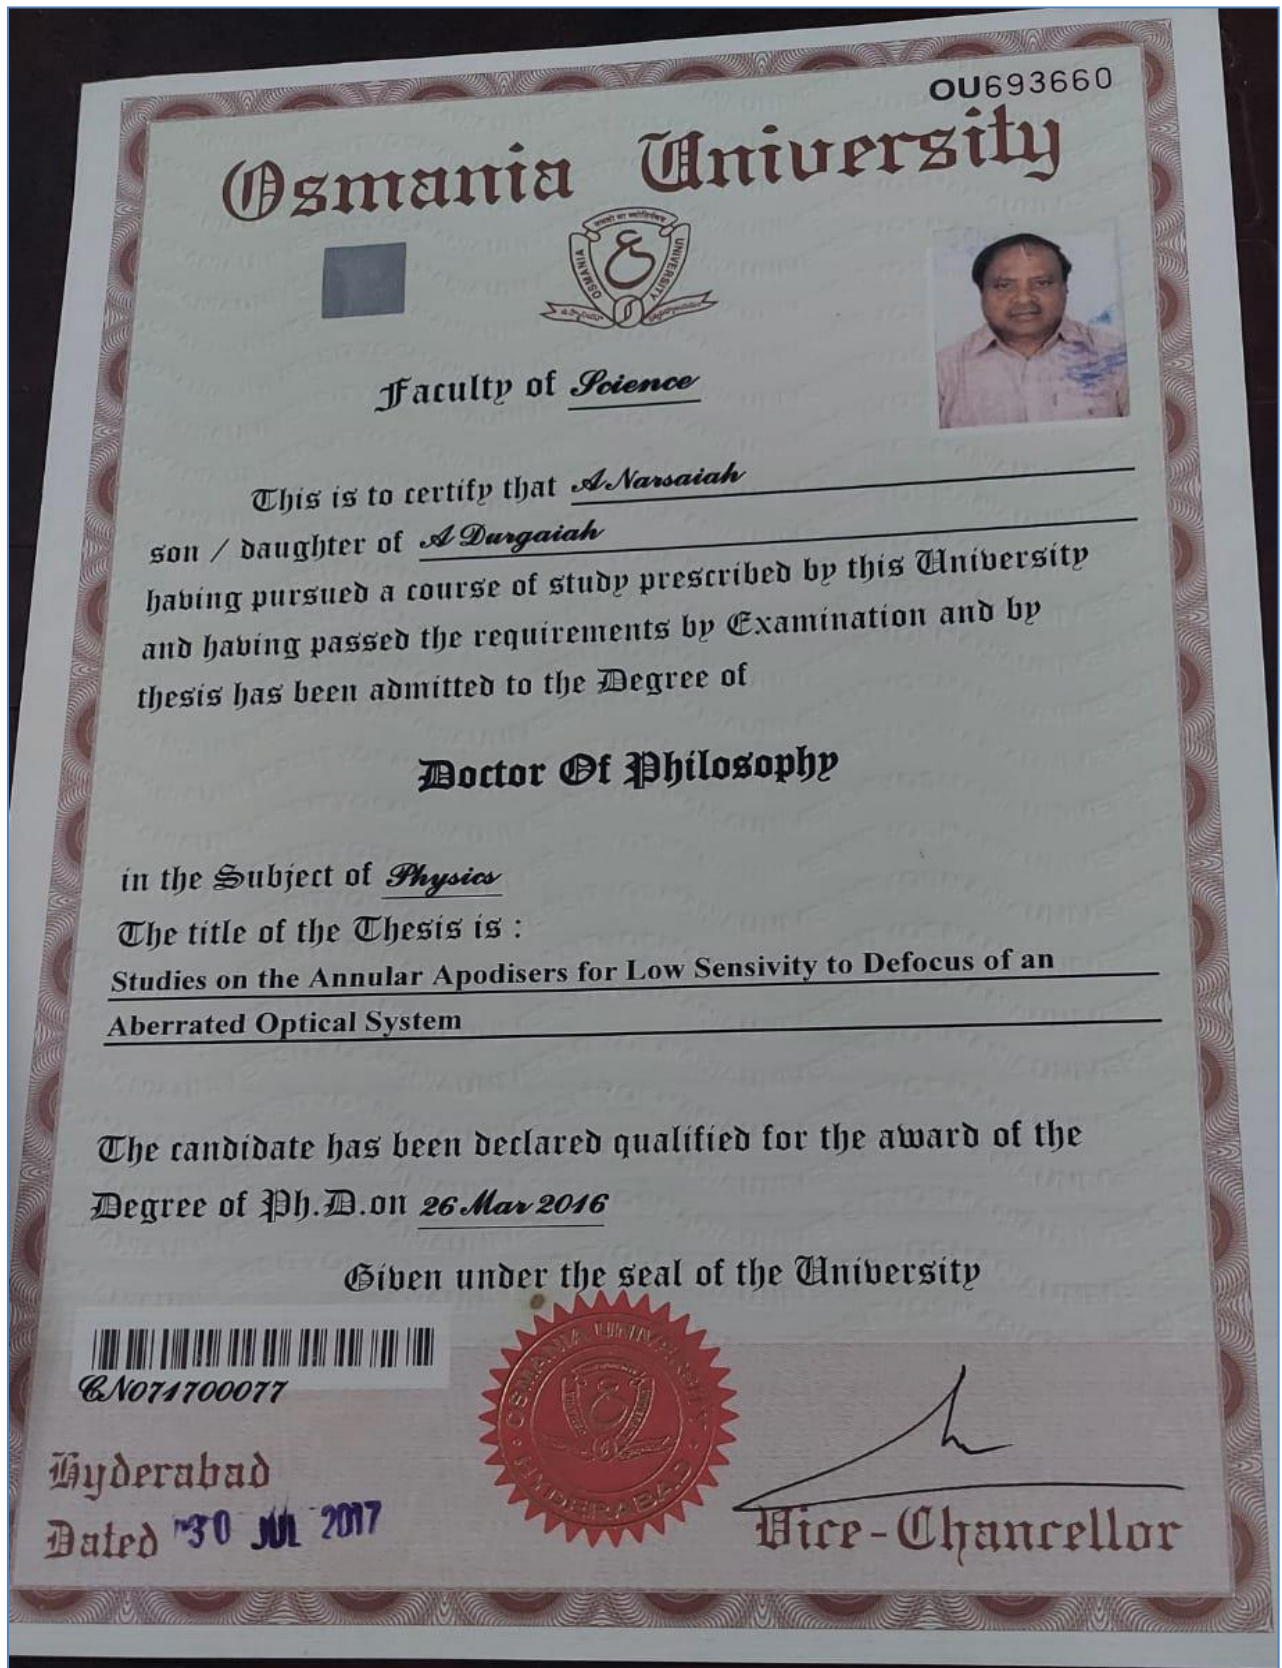 OU693660
Osmania University
OSMANIA UNIVERSITY
Faculty of Science
This is to certify that A Narsaiah
son / daughter of A Durgaiah
having pursued a course of study prescribed by this University
and having passed the requirements by Examination and by
thesis has been admitted to the Degree of
Doctor Of Philosophy
in the Subject of Physics
The title of the Thesis is :
Studies on the Annular Apodisers for Low Sensivity to Defocus of an
Aberrated Optical System
The candidate has been declared qualified for the award of the
Degree of Ph.D.on 26 Mar 2016
Given under the seal of the University
CN071700077
OSMANIA UNIVERSITY
HYDERABAD
Hyderabad
Dated 30 JUL 2017
Vice-Chancellor